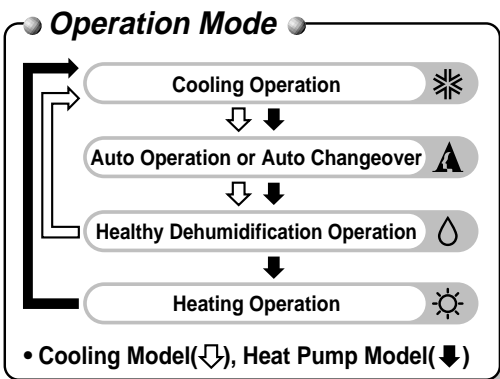 Operation Mode
Cooling Operation
Auto Operation or Auto Changeover
Healthy Dehumidification Operation
Heating Operation
• Cooling Model(⇩), Heat Pump Model(⬇)